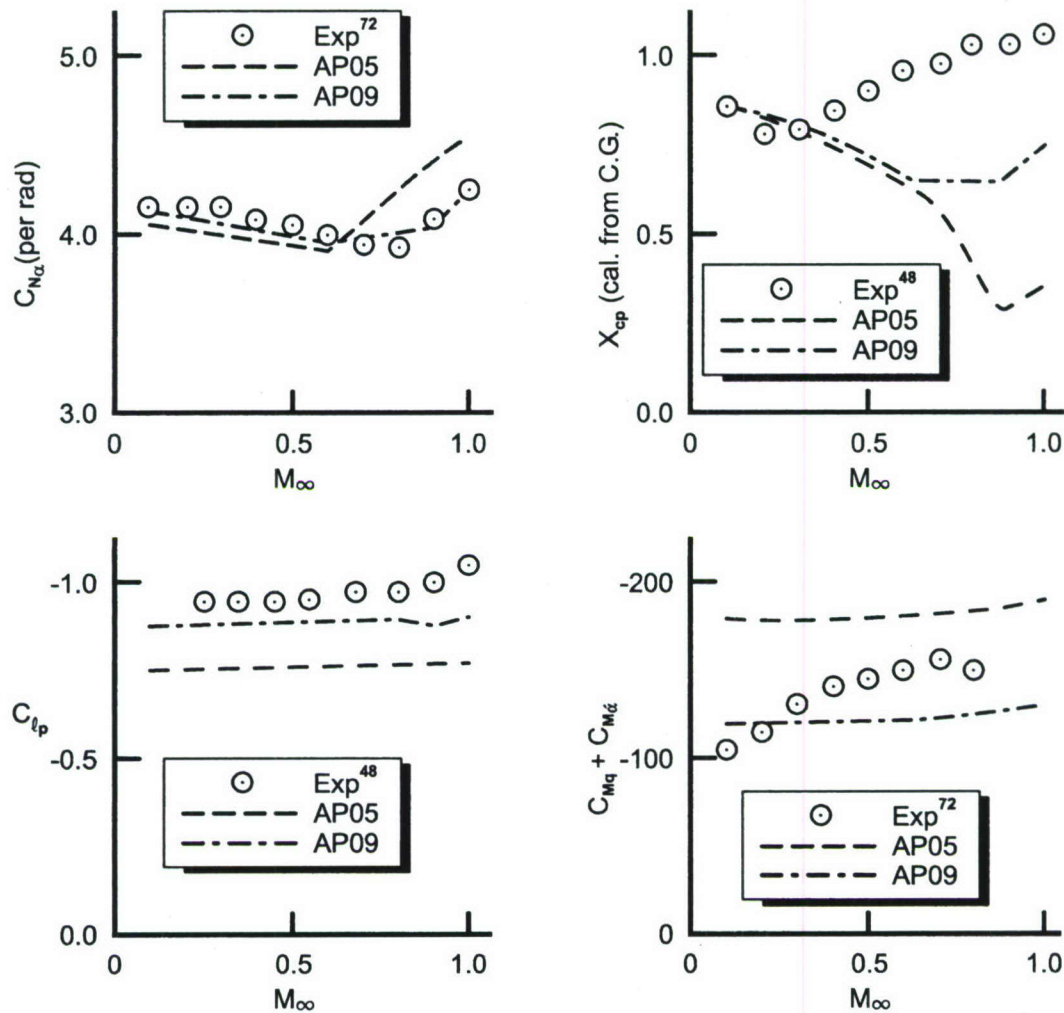 Exp72
AP05
AP09
5.0
4.0
3.0
0
0.5
1.0
CNα (per rad)
M∞
Exp48
AP05
AP09
1.0
0.5
0.0
0
0.5
1.0
Xcp (cal. from C.G.)
M∞
Exp48
AP05
AP09
-1.0
-0.5
0.0
0
0.5
1.0
Cℓp
M∞
Exp72
AP05
AP09
-200
-100
0
0
0.5
1.0
CMq + CMα̇
M∞